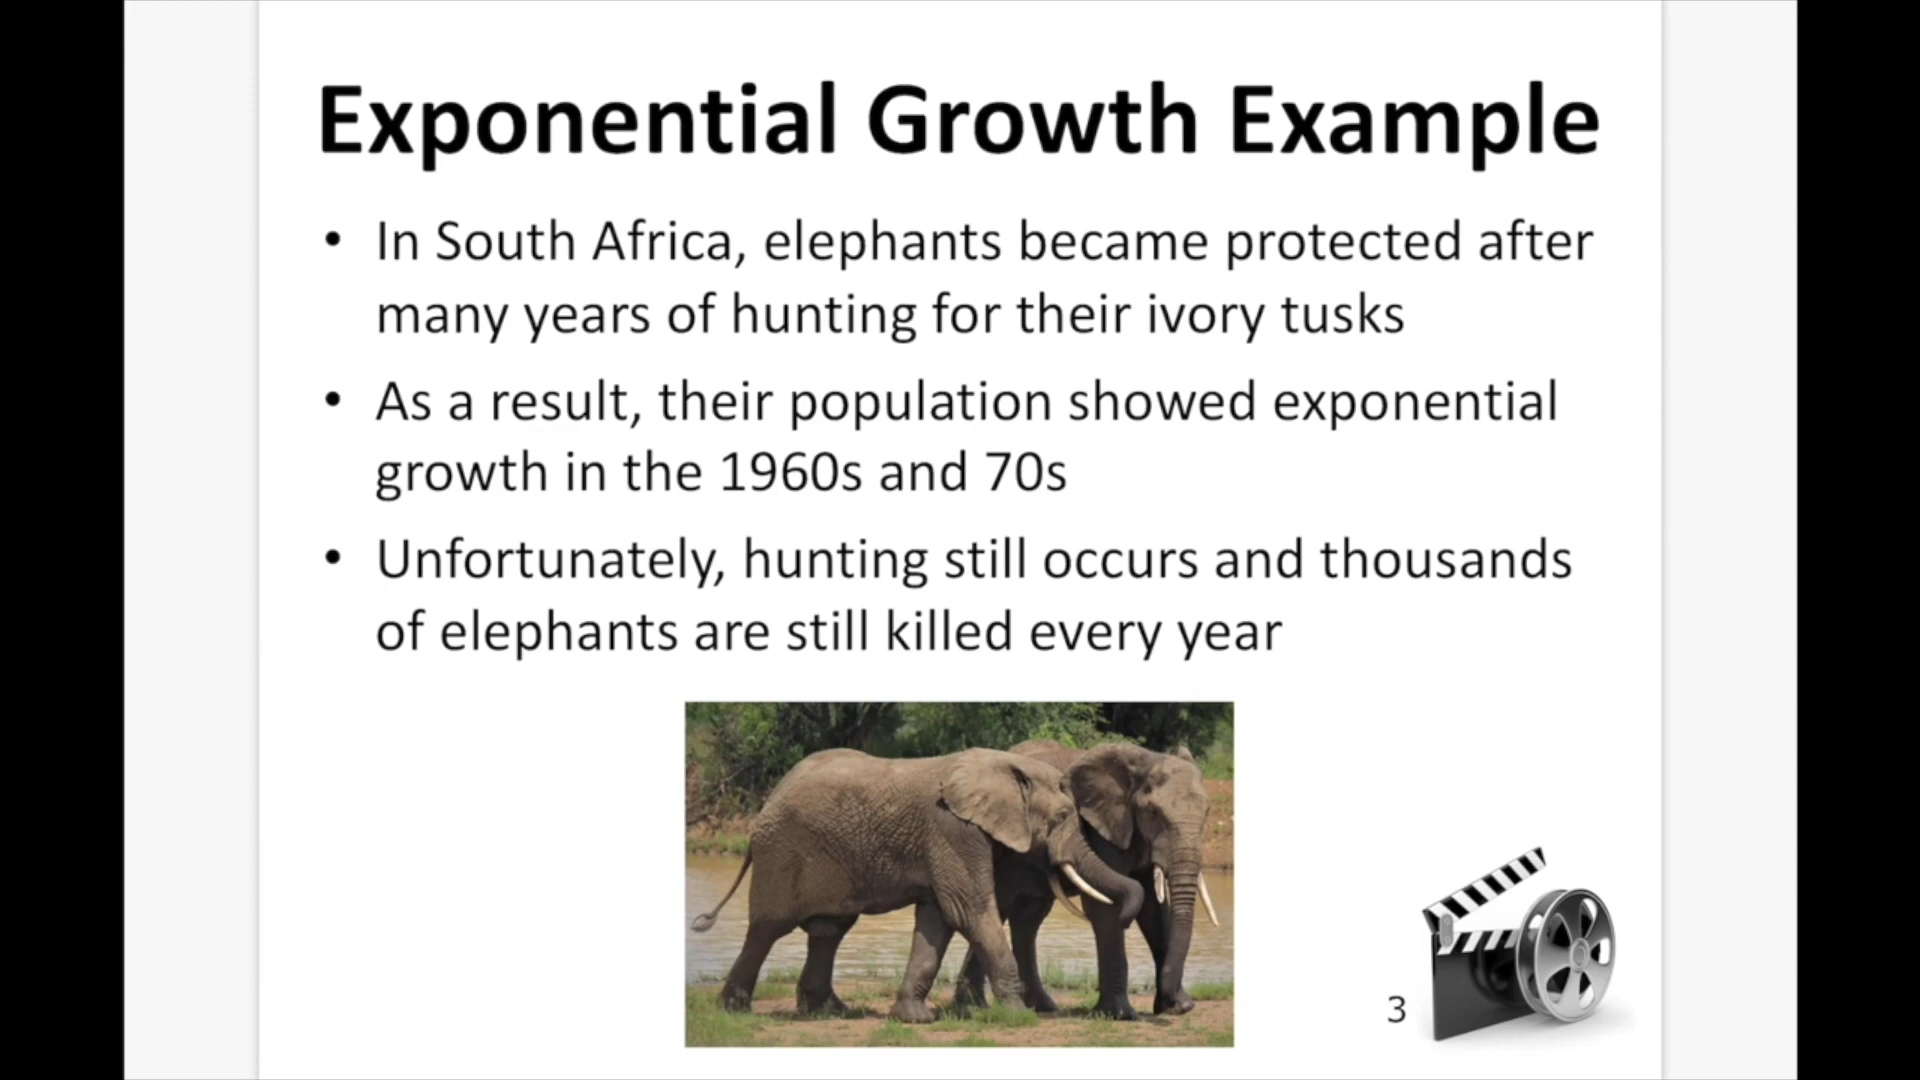 Exponential Growth Example
• In South Africa, elephants became protected after
many years of hunting for their ivory tusks
• As a result, their population showed exponential
growth in the 1960s and 70s
• Unfortunately, hunting still occurs and thousands
of elephants are still killed every year
3